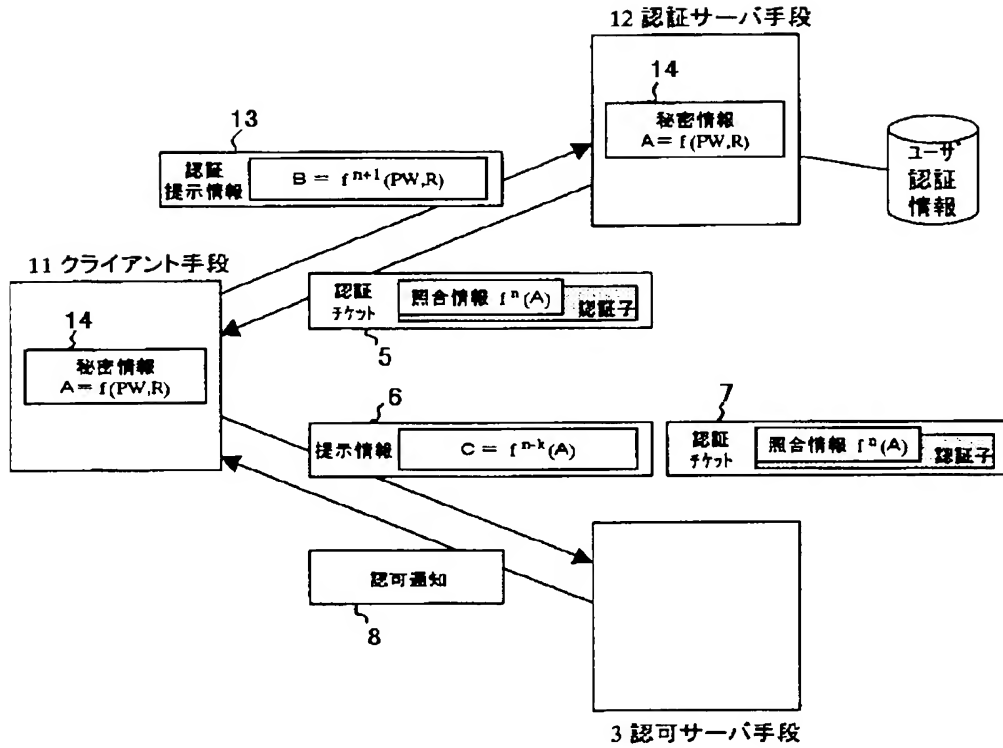 12 認証サーバ手段
14
秘密情報
A = f(PW,R)
ユーザ
認証
情報
13
認証
提示情報
B = f^{n+1}(PW,R)
11 クライアント手段
14
秘密情報
A = f(PW,R)
認証
チケット
照合情報 f^n(A)
認証子
5
6
提示情報
C = f^{n-k}(A)
7
認証
チケット
照合情報 f^n(A)
認証子
認可通知
8
3 認可サーバ手段